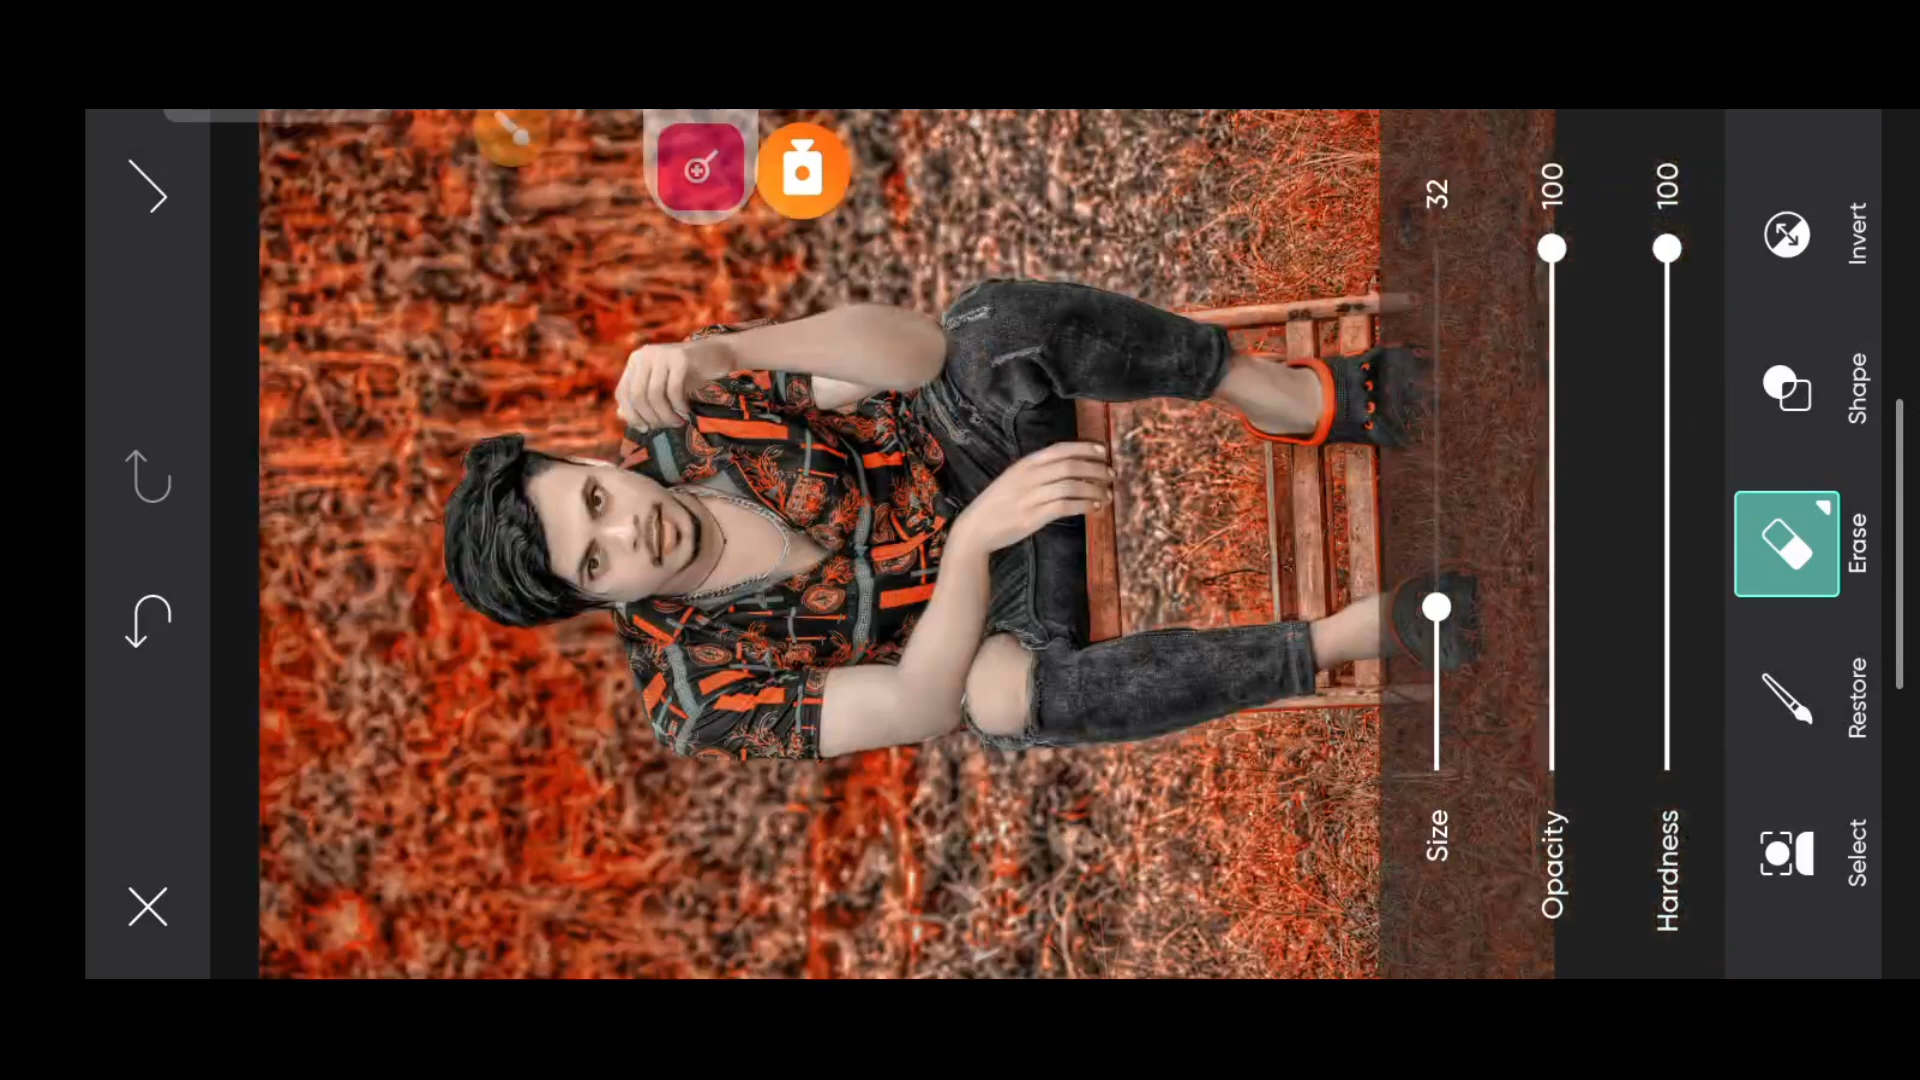 Size 32
Opacity 100
Hardness 100
Select
Restore
Erase
Shape
Invert